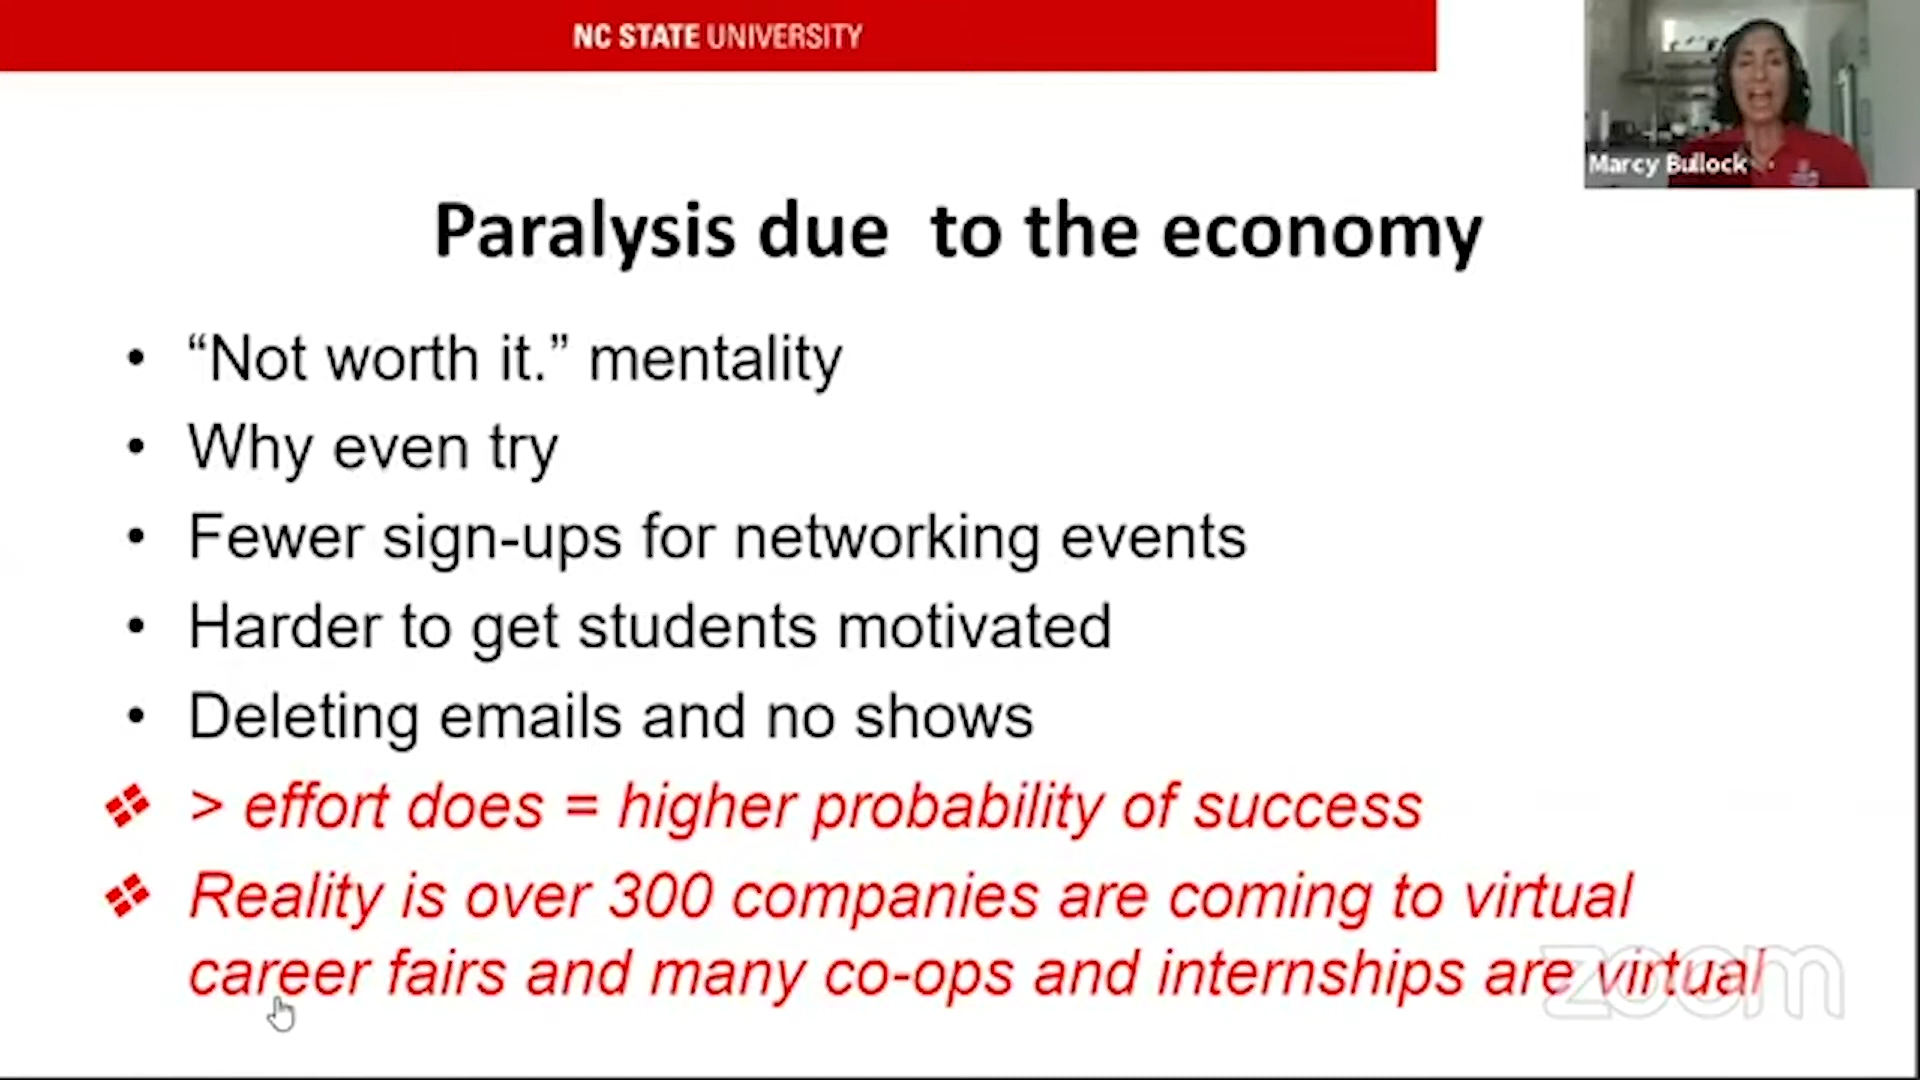 NC STATE UNIVERSITY
Marcy Bullock
Paralysis due to the economy
• “Not worth it.” mentality
• Why even try
• Fewer sign-ups for networking events
• Harder to get students motivated
• Deleting emails and no shows
❖ > effort does = higher probability of success
❖ Reality is over 300 companies are coming to virtual
career fairs and many co-ops and internships are virtual
zoom